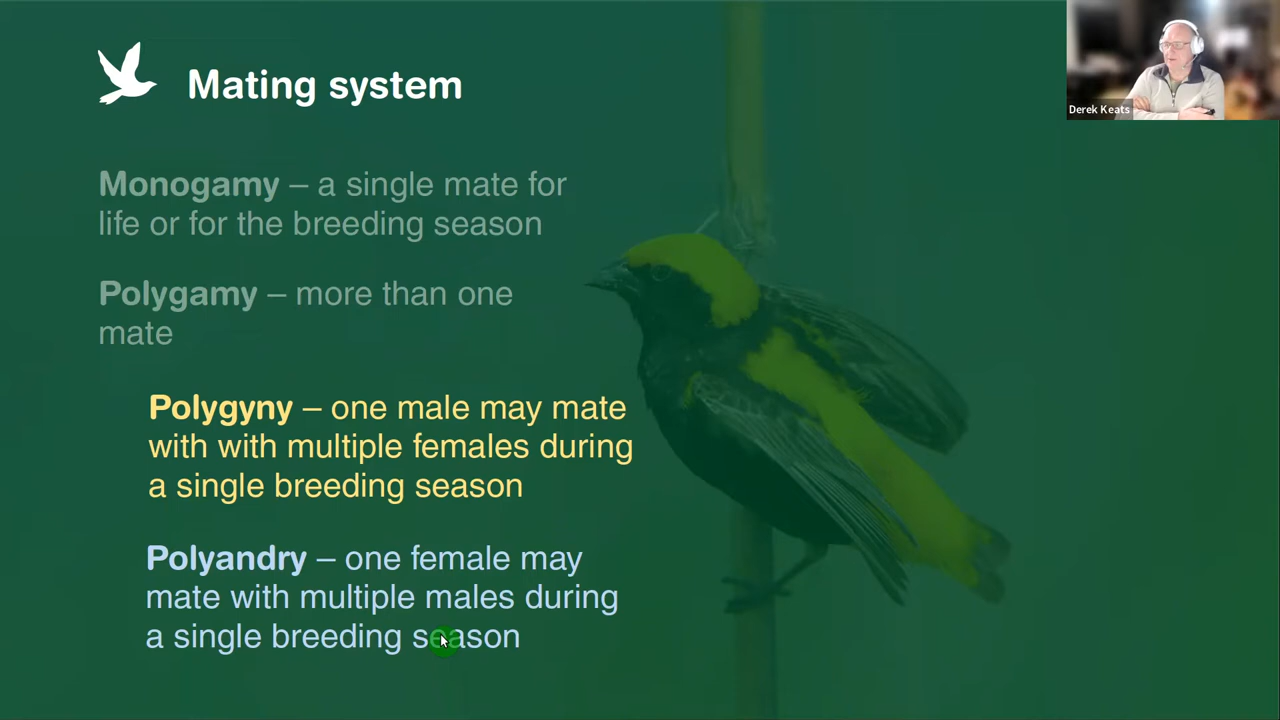 Mating system
Derek Keats
Monogamy – a single mate for
life or for the breeding season
Polygamy – more than one
mate
Polygyny – one male may mate
with with multiple females during
a single breeding season
Polyandry – one female may
mate with multiple males during
a single breeding season